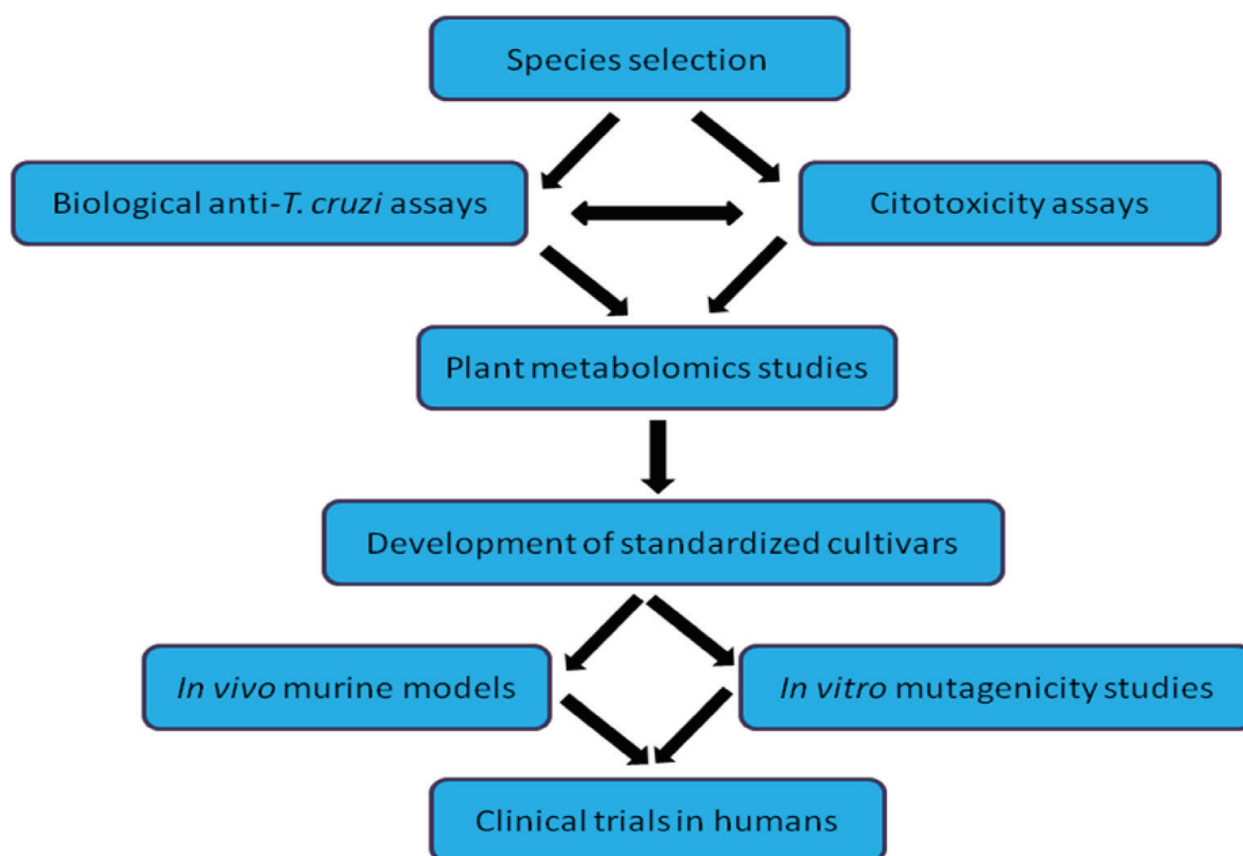 Species selection
Biological anti-T. cruzi assays
Citotoxicity assays
Plant metabolomics studies
Development of standardized cultivars
In vivo murine models
In vitro mutagenicity studies
Clinical trials in humans